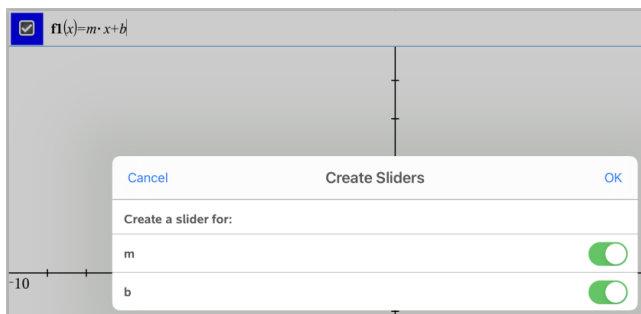 f1(x)=m·x+b
Cancel Create Sliders OK
Create a slider for:
m
-10
b